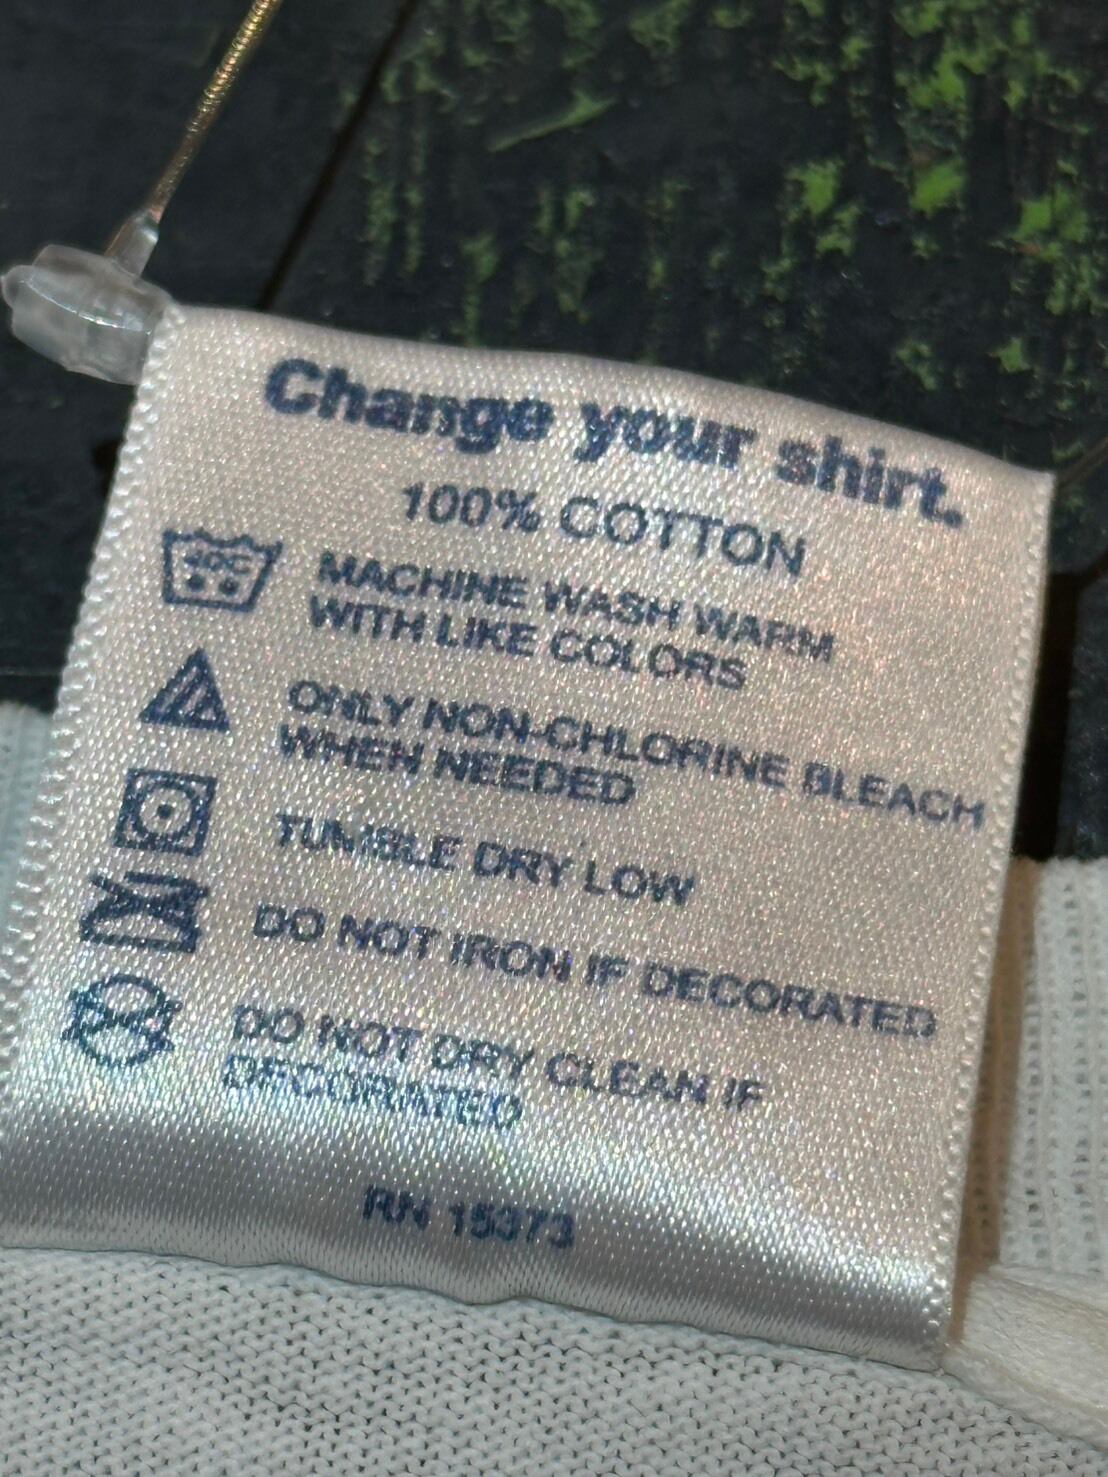 Change your shirt.
100% COTTON
40C
MACHINE WASH WARM
WITH LIKE COLORS
ONLY NON-CHLORINE BLEACH
WHEN NEEDED
TUMBLE DRY LOW
DO NOT IRON IF DECORATED
DO NOT DRY CLEAN IF
DECORATED
RN 15373